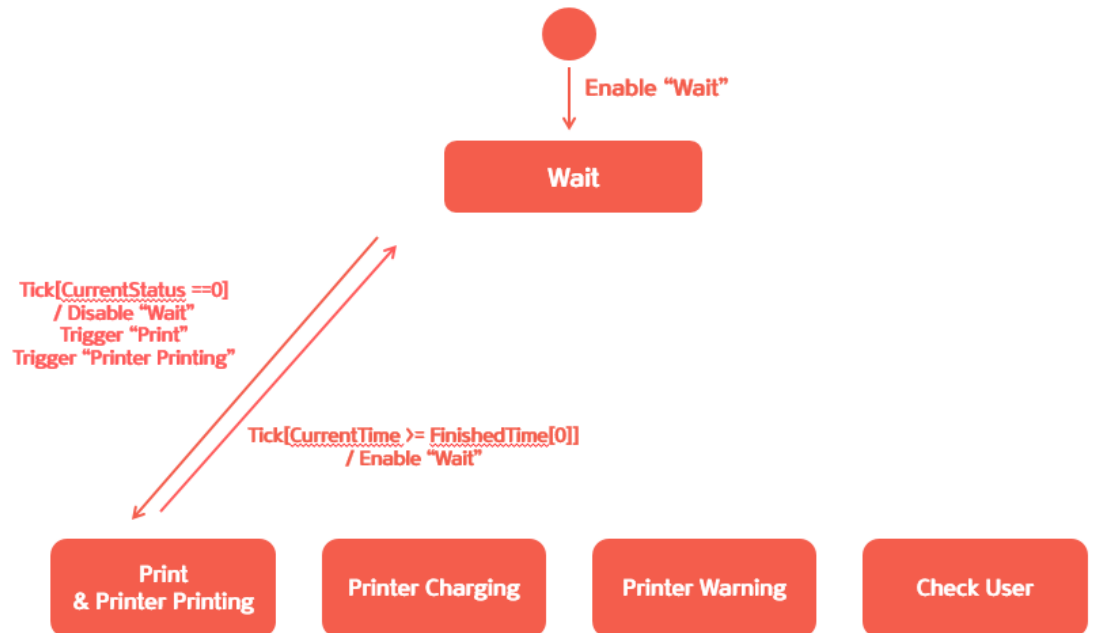 Enable “Wait”
Wait
Tick[CurrentStatus ==0]
/ Disable “Wait”
Trigger “Print”
Trigger “Printer Printing”
Tick[CurrentTime >= FinishedTime[0]]
/ Enable “Wait”
Print
& Printer Printing
Printer Charging
Printer Warning
Check User